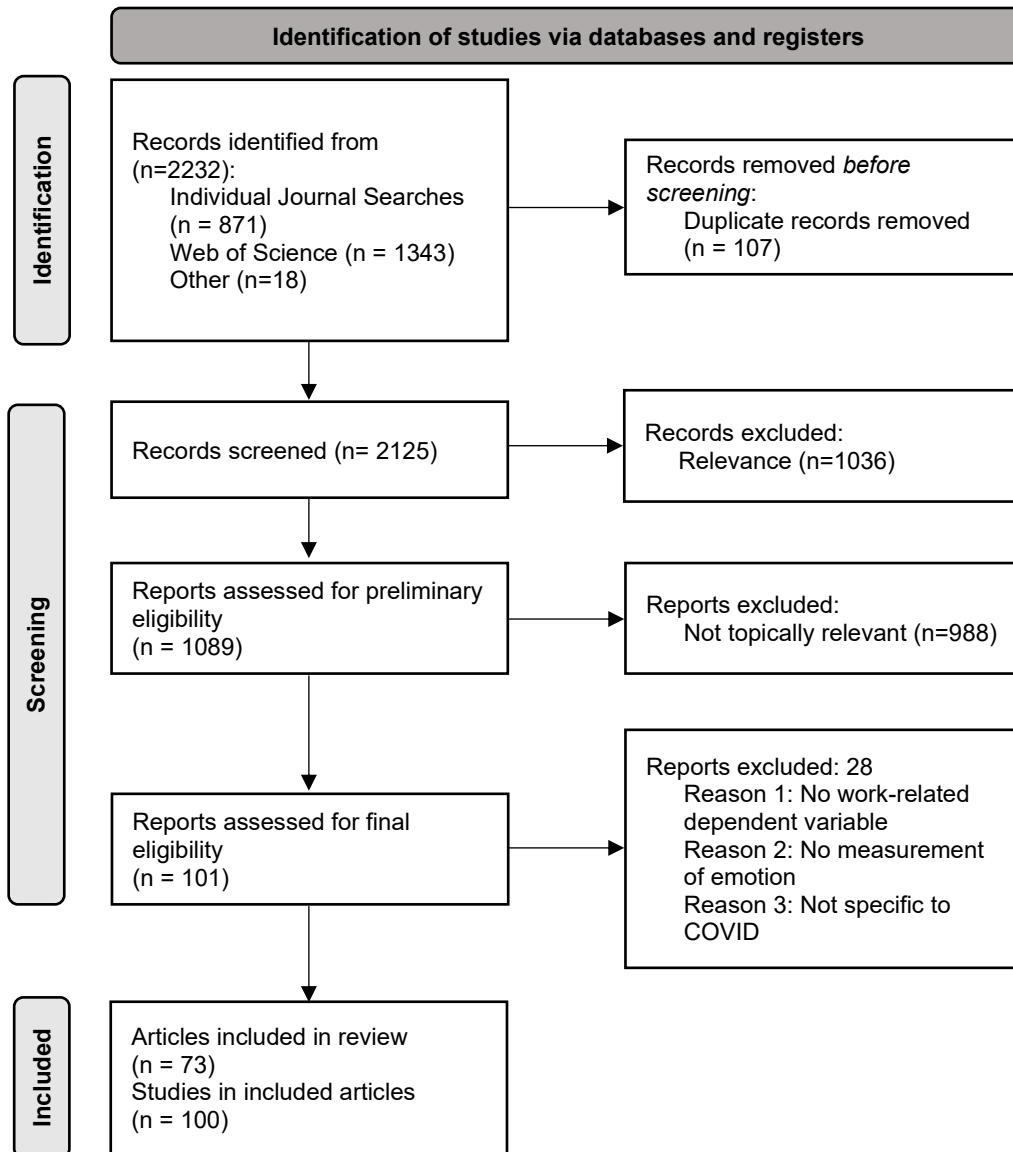 Identification of studies via databases and registers
Identification
Records identified from
(n=2232):
Individual Journal Searches
(n = 871)
Web of Science (n = 1343)
Other (n=18)
Records removed before
screening:
Duplicate records removed
(n = 107)
Screening
Records screened (n= 2125)
Records excluded:
Relevance (n=1036)
Reports assessed for preliminary
eligibility
(n = 1089)
Reports excluded:
Not topically relevant (n=988)
Reports assessed for final
eligibility
(n = 101)
Reports excluded: 28
Reason 1: No work-related
dependent variable
Reason 2: No measurement
of emotion
Reason 3: Not specific to
COVID
Included
Articles included in review
(n = 73)
Studies in included articles
(n = 100)